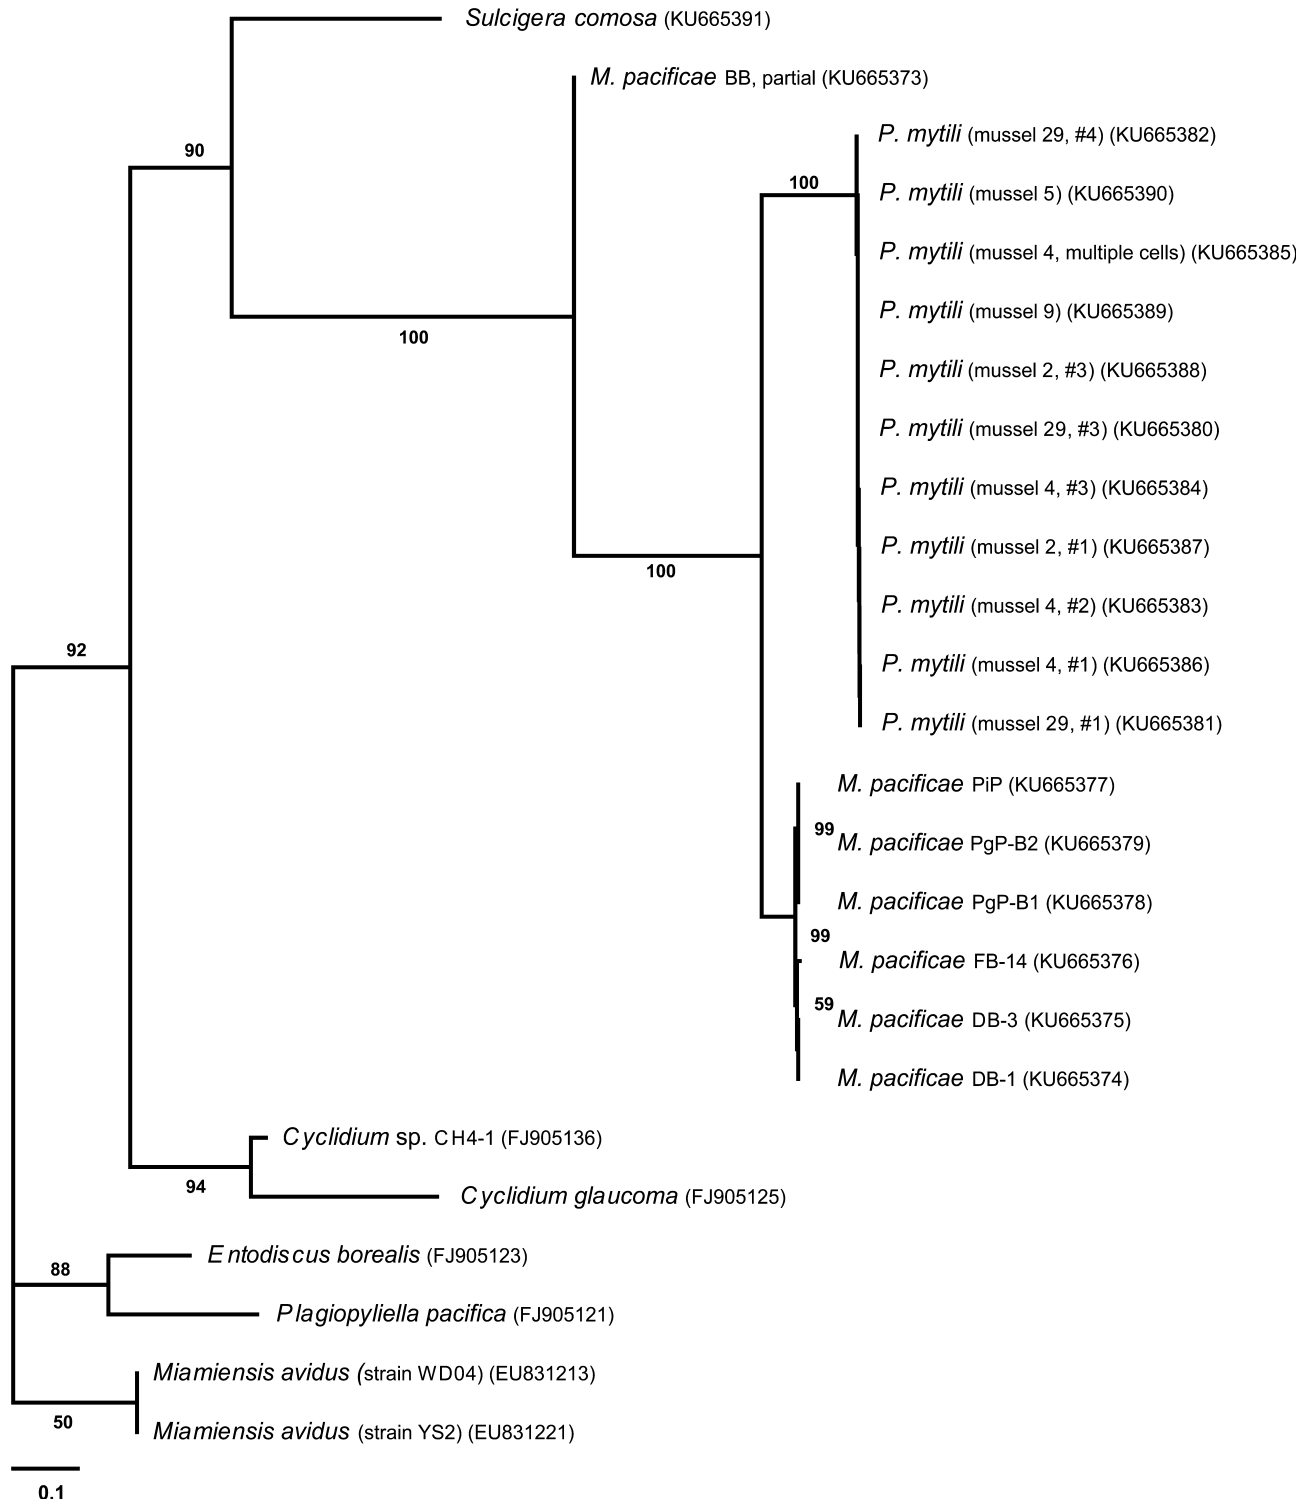 Sulcigera comosa (KU665391)
M. pacificae BB, partial (KU665373)
P. mytili (mussel 29, #4) (KU665382)
90
100
P. mytili (mussel 5) (KU665390)
P. mytili (mussel 4, multiple cells) (KU665385)
P. mytili (mussel 9) (KU665389)
100
P. mytili (mussel 2, #3) (KU665388)
P. mytili (mussel 29, #3) (KU665380)
P. mytili (mussel 4, #3) (KU665384)
P. mytili (mussel 2, #1) (KU665387)
100
P. mytili (mussel 4, #2) (KU665383)
92
P. mytili (mussel 4, #1) (KU665386)
P. mytili (mussel 29, #1) (KU665381)
M. pacificae PiP (KU665377)
99
M. pacificae PgP-B2 (KU665379)
M. pacificae PgP-B1 (KU665378)
99
M. pacificae FB-14 (KU665376)
59
M. pacificae DB-3 (KU665375)
M. pacificae DB-1 (KU665374)
Cyclidium sp. CH4-1 (FJ905136)
94
Cyclidium glaucoma (FJ905125)
Entodiscus borealis (FJ905123)
88
Plagiopyliella pacifica (FJ905121)
Miamiensis avidus (strain WD04) (EU831213)
50
Miamiensis avidus (strain YS2) (EU831221)
0.1